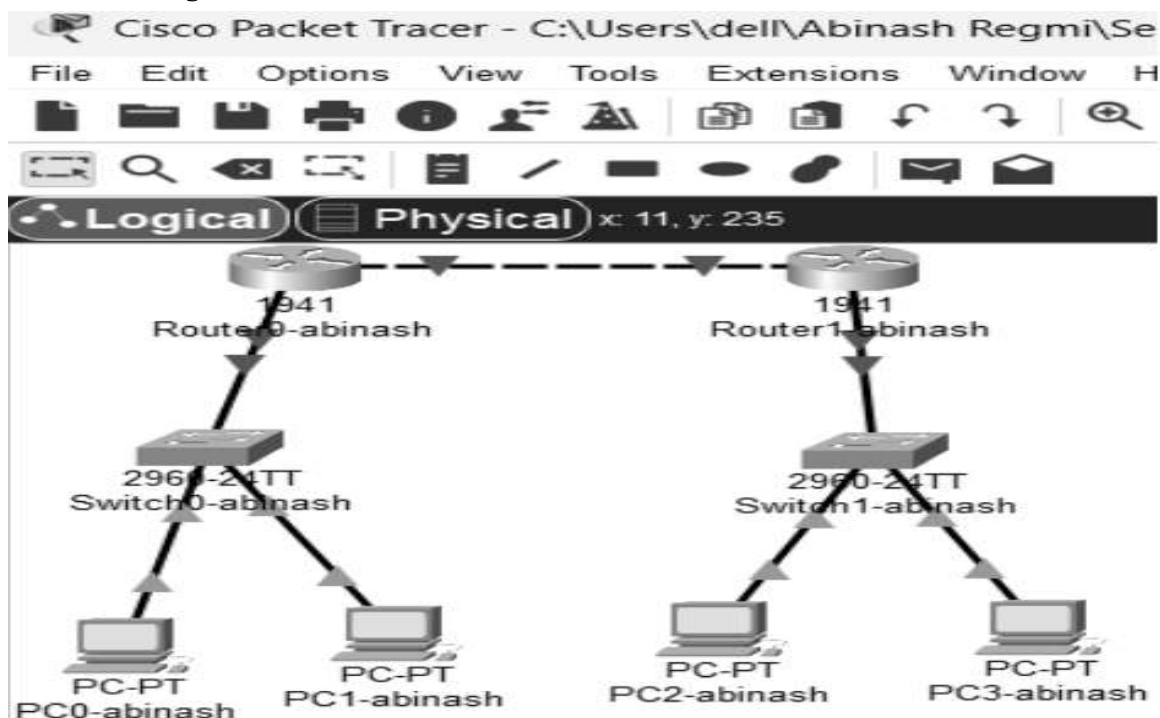 Cisco Packet Tracer - C:\Users\dell\Abinash Regmi\Se
File Edit Options View Tools Extensions Window H
Logical Physical x: 11, y: 235
1941 1941
Router0-abinash Router1-abinash
2960-24TT 2960-24TT
Switch0-abinash Switch1-abinash
PC-PT PC-PT PC-PT PC-PT
PC0-abinash PC1-abinash PC2-abinash PC3-abinash